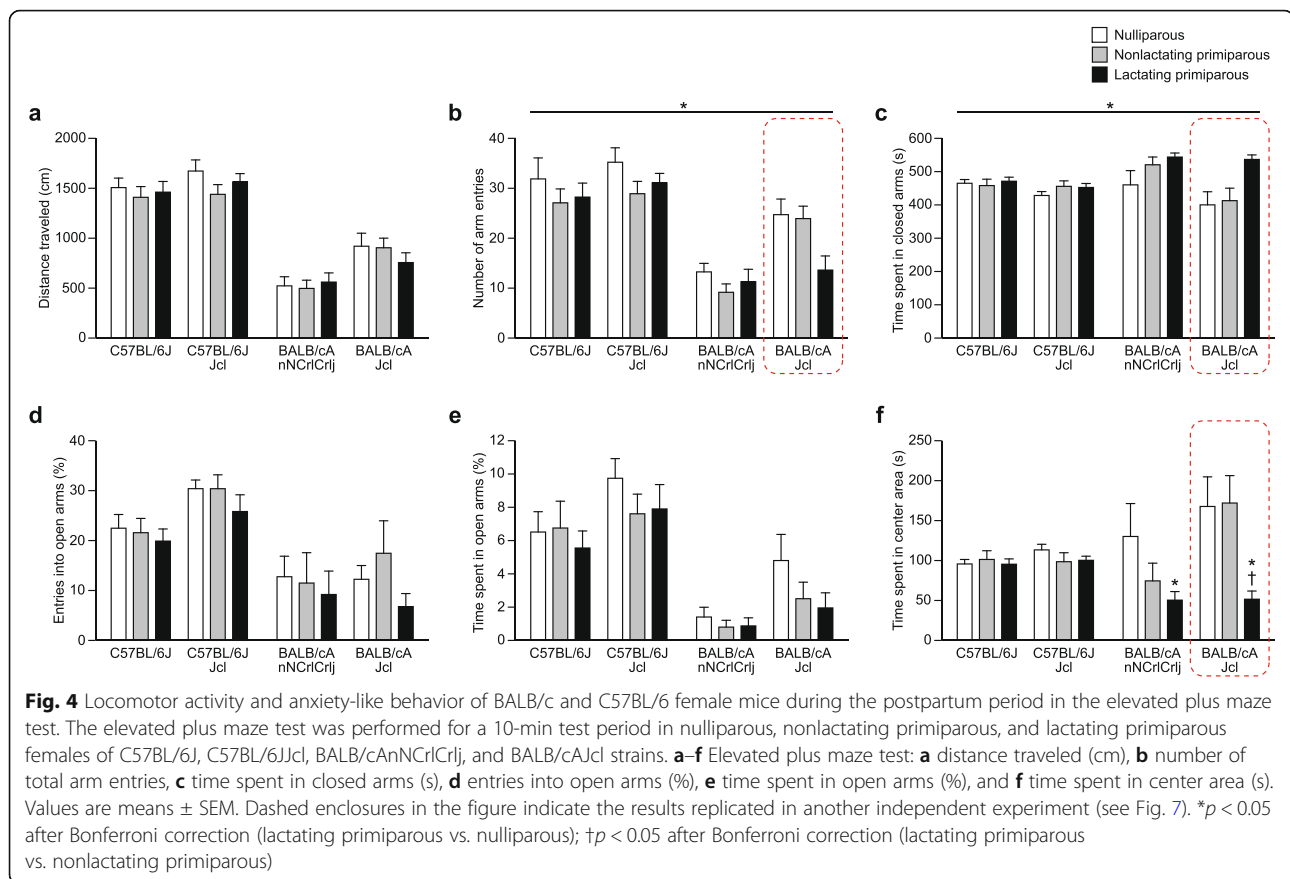 Nulliparous
Nonlactating primiparous
Lactating primiparous
a
2000
1500
1000
500
0
Distance traveled (cm)
C57BL/6J
C57BL/6J
Jcl
BALB/cA
nNCrlCrlj
BALB/cA
Jcl
b
*
40
30
20
10
0
Number of arm entries
C57BL/6J
C57BL/6J
Jcl
BALB/cA
nNCrlCrlj
BALB/cA
Jcl
c
*
600
500
400
300
200
100
0
Time spent in closed arms (s)
C57BL/6J
C57BL/6J
Jcl
BALB/cA
nNCrlCrlj
BALB/cA
Jcl
d
40
30
20
10
0
Entries into open arms (%)
C57BL/6J
C57BL/6J
Jcl
BALB/cA
nNCrlCrlj
BALB/cA
Jcl
e
12
10
8
6
4
2
0
Time spent in open arms (%)
C57BL/6J
C57BL/6J
Jcl
BALB/cA
nNCrlCrlj
BALB/cA
Jcl
f
250
200
150
100
50
0
Time spent in center area (s)
*
*
†
C57BL/6J
C57BL/6J
Jcl
BALB/cA
nNCrlCrlj
BALB/cA
Jcl
Fig. 4 Locomotor activity and anxiety-like behavior of BALB/c and C57BL/6 female mice during the postpartum period in the elevated plus maze
test. The elevated plus maze test was performed for a 10-min test period in nulliparous, nonlactating primiparous, and lactating primiparous
females of C57BL/6J, C57BL/6JJcl, BALB/cAnNCrlCrlj, and BALB/cAJcl strains. a–f Elevated plus maze test: a distance traveled (cm), b number of
total arm entries, c time spent in closed arms (s), d entries into open arms (%), e time spent in open arms (%), and f time spent in center area (s).
Values are means ± SEM. Dashed enclosures in the figure indicate the results replicated in another independent experiment (see Fig. 7). *p < 0.05
after Bonferroni correction (lactating primiparous vs. nulliparous); †p < 0.05 after Bonferroni correction (lactating primiparous
vs. nonlactating primiparous)